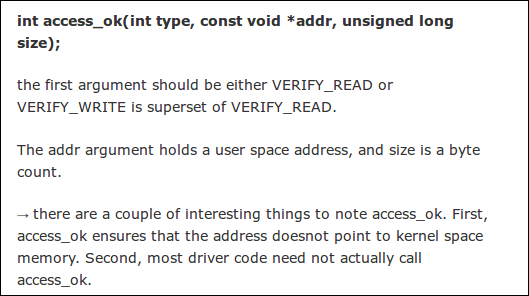 int access_ok(int type, const void *addr, unsigned long
size);
the first argument should be either VERIFY_READ or
VERIFY_WRITE is superset of VERIFY_READ.
The addr argument holds a user space address, and size is a byte
count.
→ there are a couple of interesting things to note access_ok. First,
access_ok ensures that the address doesnot point to kernel space
memory. Second, most driver code need not actually call
access_ok.